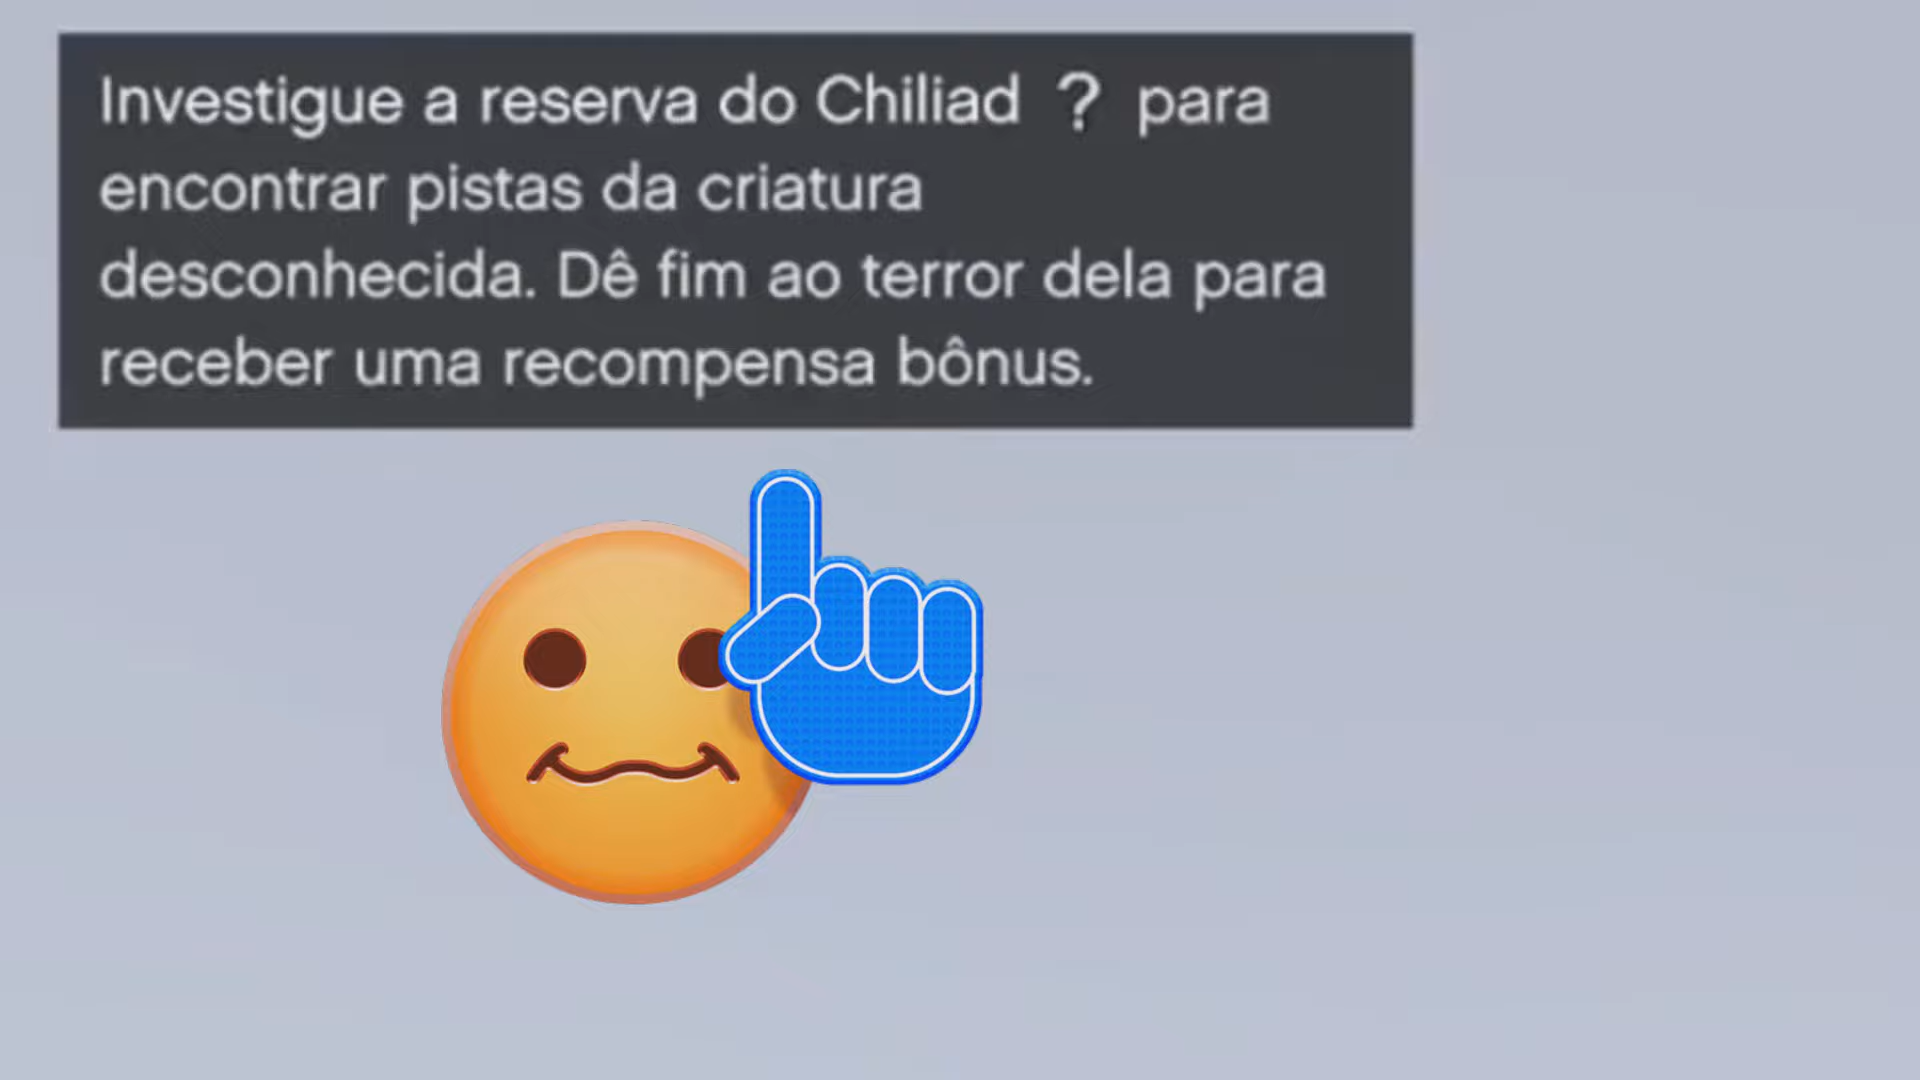 Investigue a reserva do Chiliad ? para
encontrar pistas da criatura
desconhecida. Dê fim ao terror dela para
receber uma recompensa bônus.